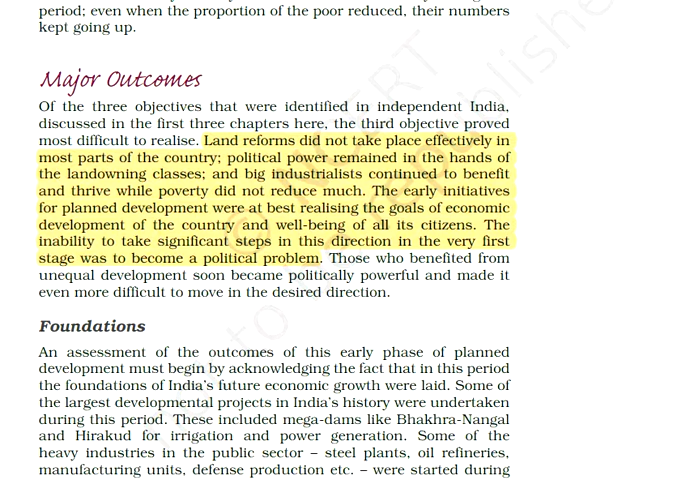 period; even when the proportion of the poor reduced, their numbers
kept going up.
Major Outcomes
Of the three objectives that were identified in independent India,
discussed in the first three chapters here, the third objective proved
most difficult to realise. Land reforms did not take place effectively in
most parts of the country; political power remained in the hands of
the landowning classes; and big industrialists continued to benefit
and thrive while poverty did not reduce much. The early initiatives
for planned development were at best realising the goals of economic
development of the country and well-being of all its citizens. The
inability to take significant steps in this direction in the very first
stage was to become a political problem. Those who benefited from
unequal development soon became politically powerful and made it
even more difficult to move in the desired direction.
Foundations
An assessment of the outcomes of this early phase of planned
development must begin by acknowledging the fact that in this period
the foundations of India's future economic growth were laid. Some of
the largest developmental projects in India's history were undertaken
during this period. These included mega-dams like Bhakhra-Nangal
and Hirakud for irrigation and power generation. Some of the
heavy industries in the public sector – steel plants, oil refineries,
manufacturing units, defense production etc. – were started during